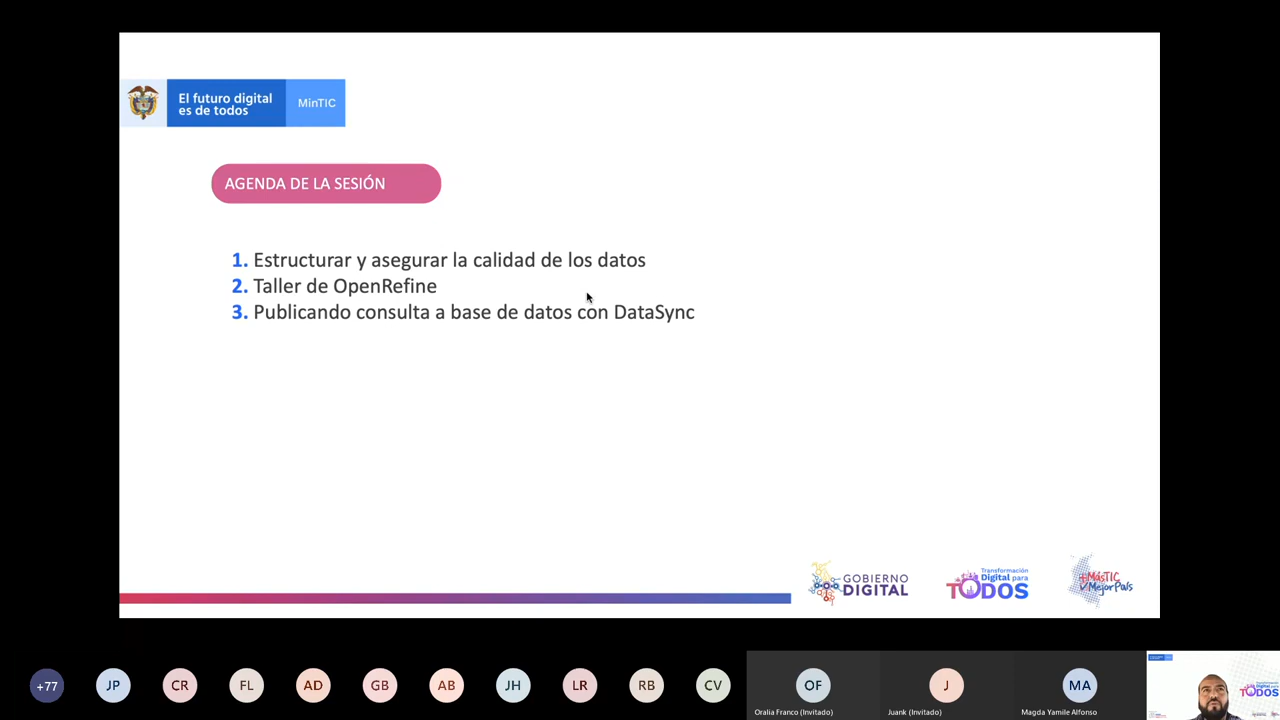 El futuro digital
es de todos
MinTIC
AGENDA DE LA SESIÓN
1. Estructurar y asegurar la calidad de los datos
2. Taller de OpenRefine
3. Publicando consulta a base de datos con DataSync
GOBIERNO
DIGITAL
Transformación
Digital para
TODOS
#MásTIC
MejorPaís
+77
JP
CR
FL
AD
GB
AB
JH
LR
RB
CV
OF
Oralia Franco (Invitado)
J
Juank (Invitado)
MA
Magda Yamile Alfonso
TODOS